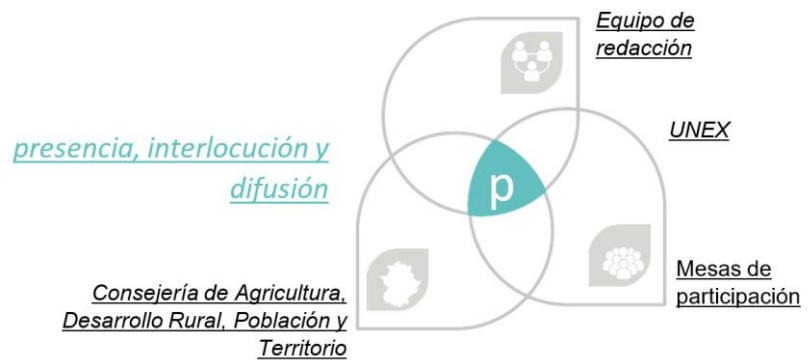 Equipo de
redacción
UNEX
presencia, interlocución y
difusión
p
Mesas de
participación
Consejería de Agricultura,
Desarrollo Rural, Población y
Territorio